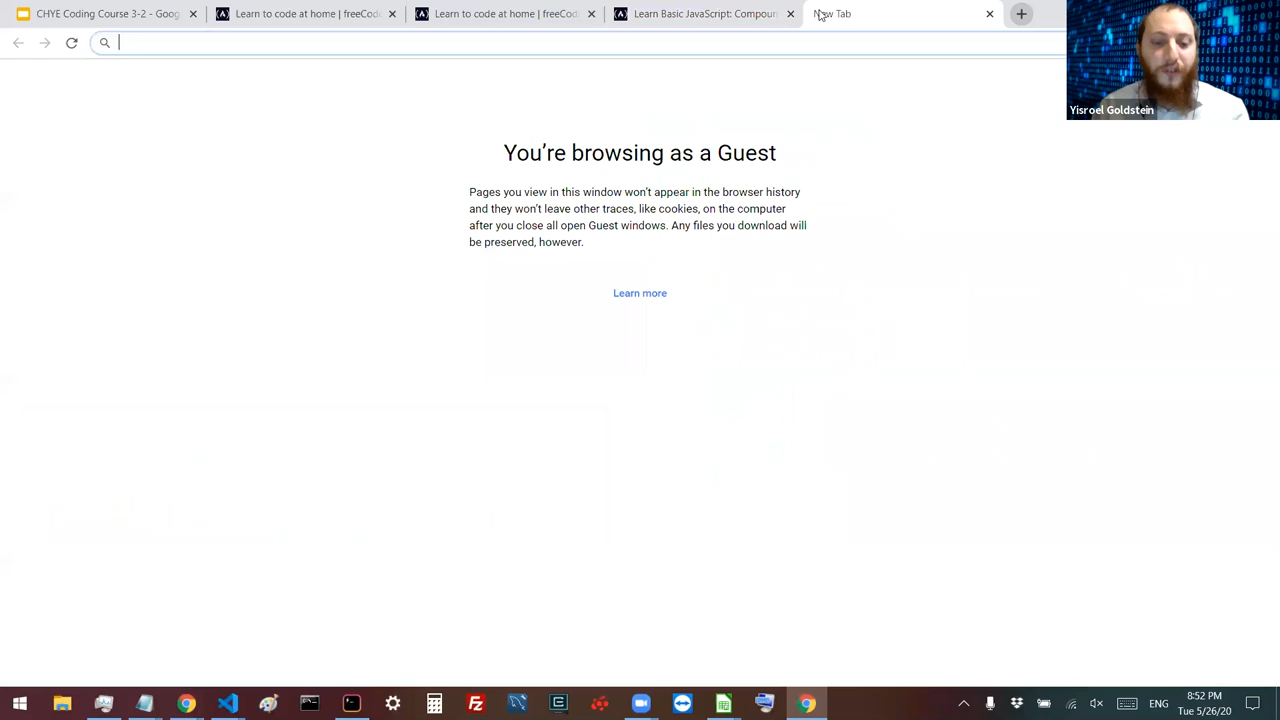 CHYE Coding Course 3-2 - Goog
Learn to code at home | freeCod
Learn to code at home | freeCod
Learn Basic JavaScript: Compoun
New Tab
Yisroel Goldstein
You're browsing as a Guest
Pages you view in this window won't appear in the browser history
and they won't leave other traces, like cookies, on the computer
after you close all open Guest windows. Any files you download will
be preserved, however.
Learn more
ENG
8:52 PM
Tue 5/26/20